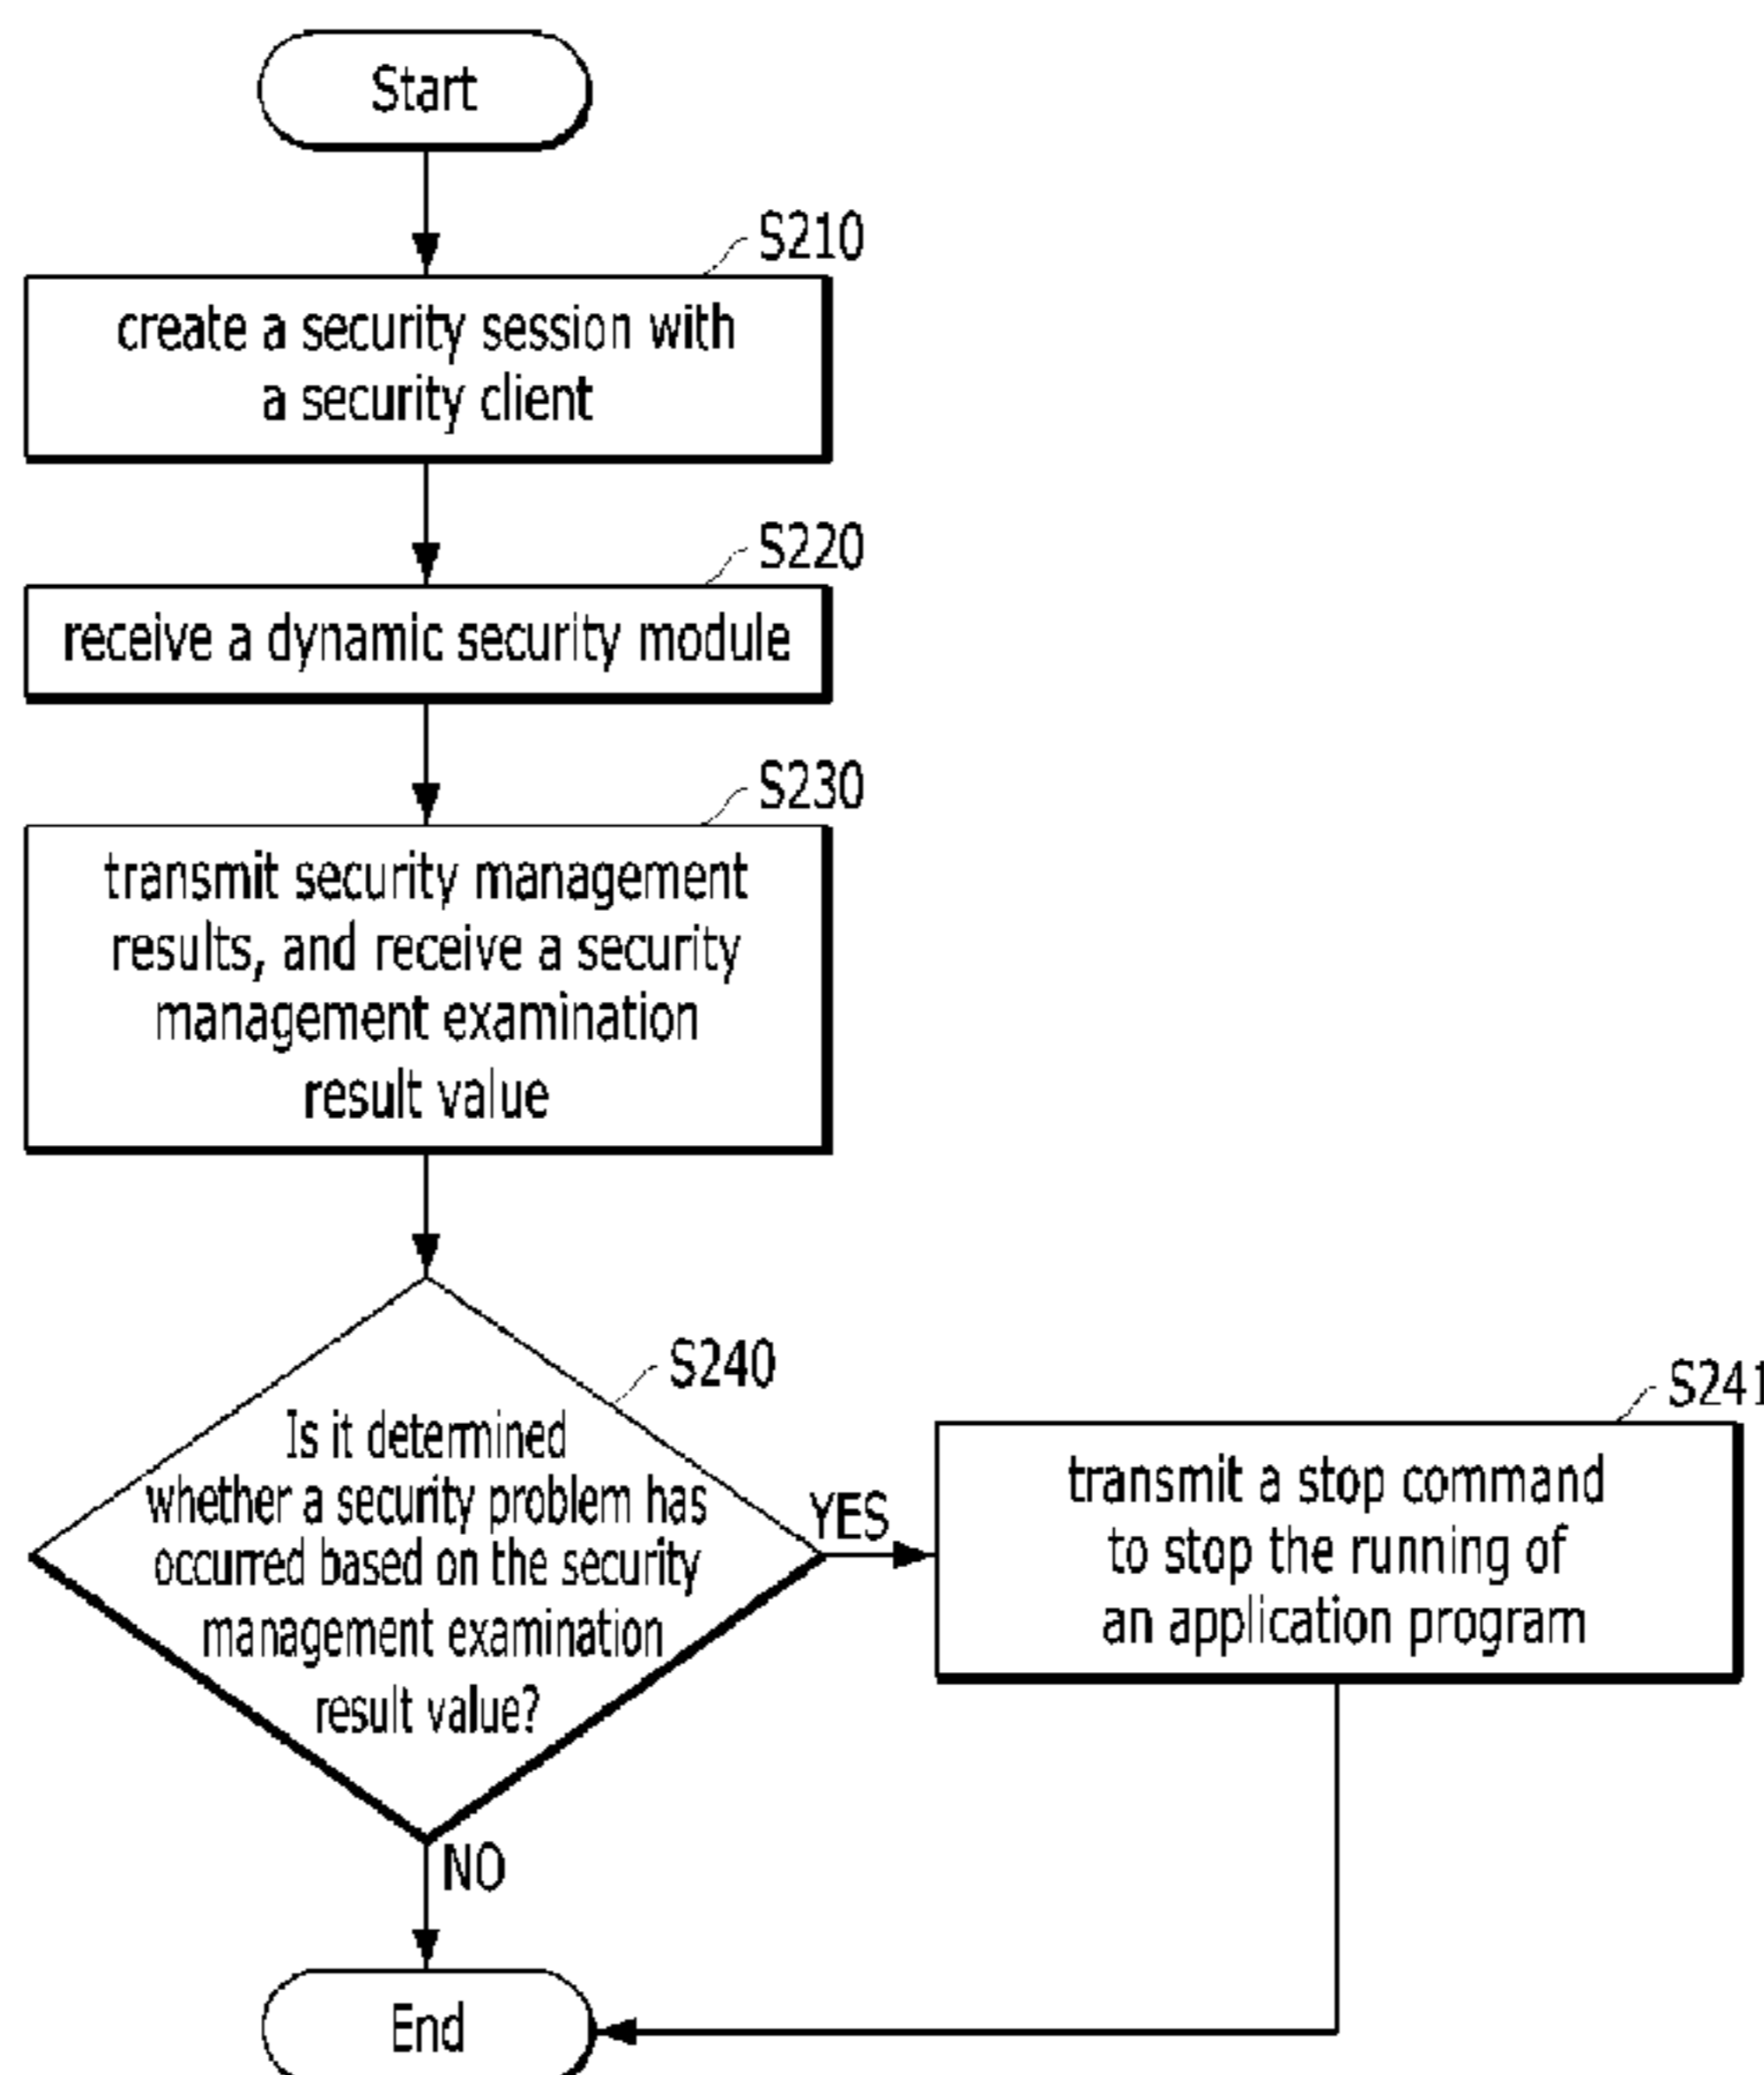 Start
S210
create a security session with
a security client
S220
receive a dynamic security module
S230
transmit security management
results, and receive a security
management examination
result value
S240
Is it determined
whether a security problem has
occurred based on the security
management examination
result value?
YES
S241
transmit a stop command
to stop the running of
an application program
NO
End